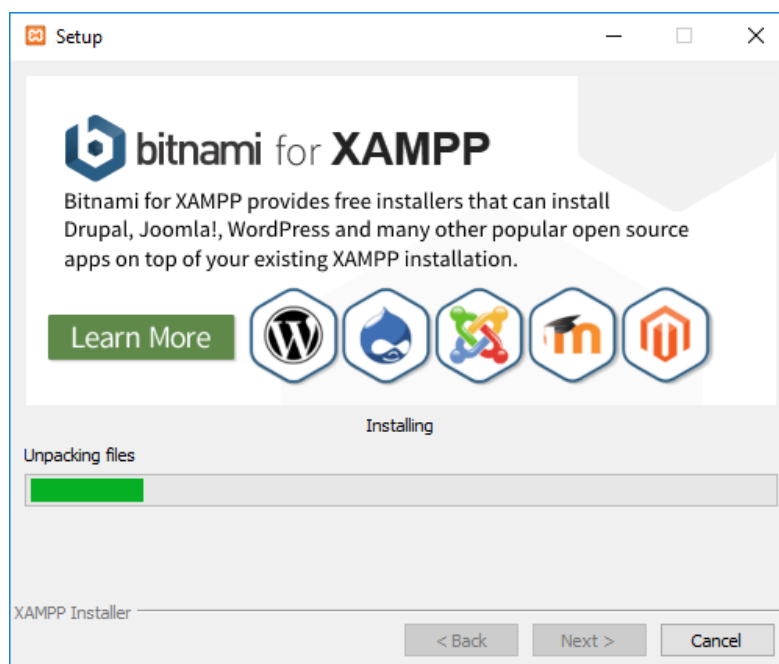 Setup
bitnami for XAMPP
Bitnami for XAMPP provides free installers that can install
Drupal, Joomla!, WordPress and many other popular open source
apps on top of your existing XAMPP installation.
Learn More
Installing
Unpacking files
XAMPP Installer
< Back Next > Cancel